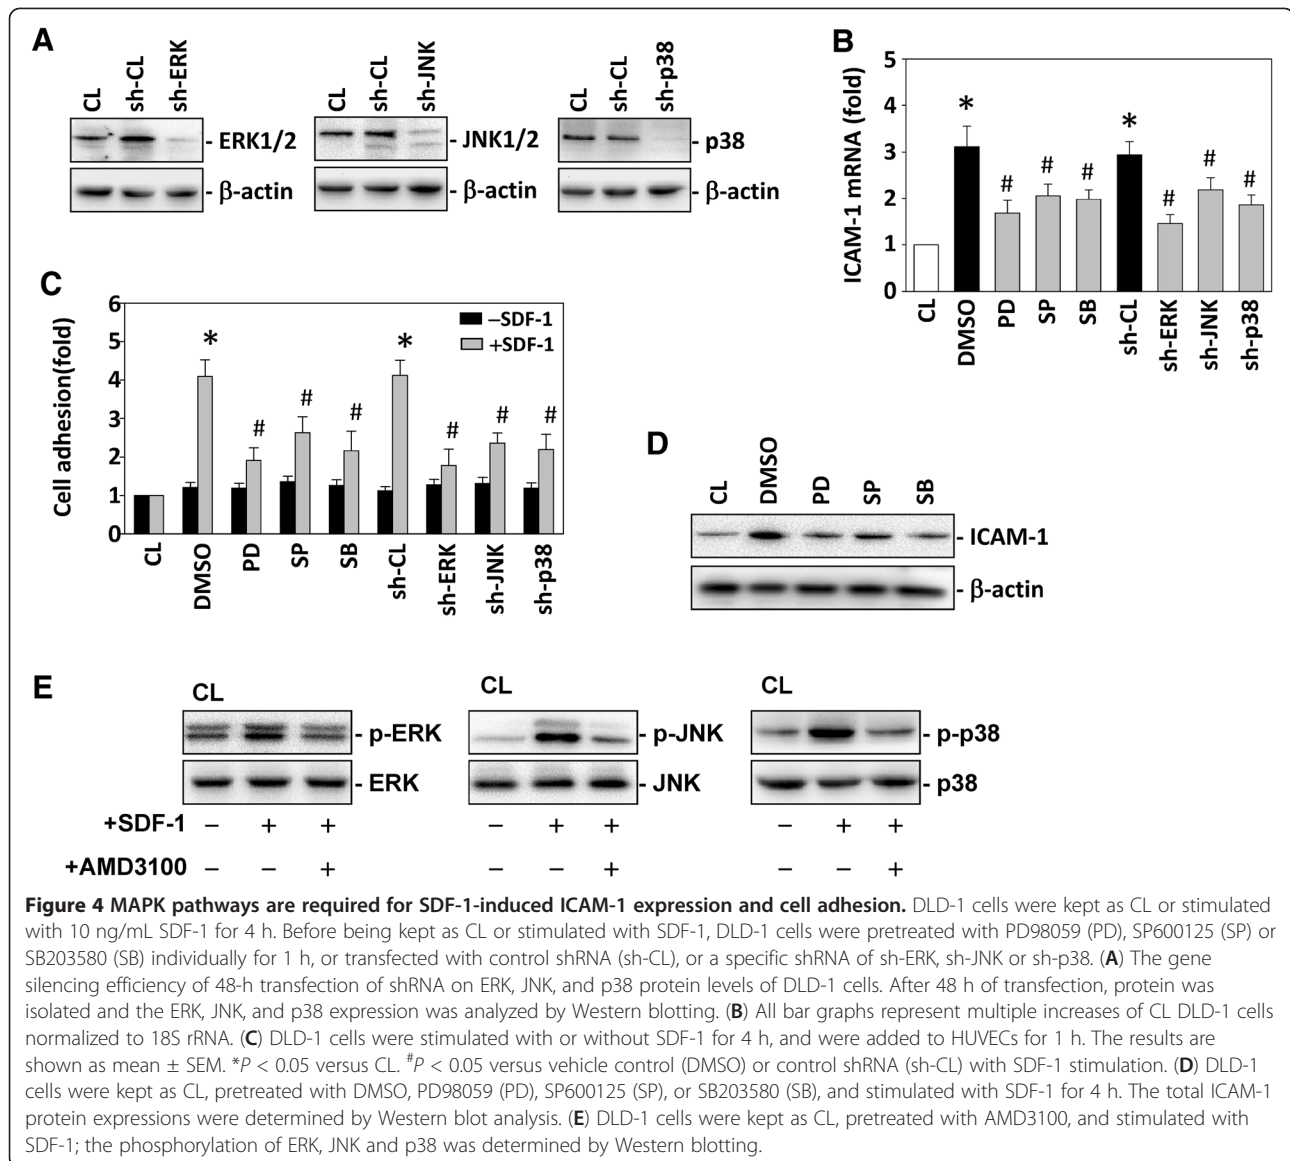 A
CL
sh-CL
sh-ERK
- ERK1/2
- β-actin
CL
sh-CL
sh-JNK
- JNK1/2
- β-actin
CL
sh-CL
sh-p38
- p38
- β-actin
B
ICAM-1 mRNA (fold)
5
4
3
2
1
0
* # # # * # # #
CL DMSO PD SP SB sh-CL sh-ERK sh-JNK sh-p38
C
Cell adhesion(fold)
6
5
4
3
2
1
0
–SDF-1
+SDF-1
* # # # * # # #
CL DMSO PD SP SB sh-CL sh-ERK sh-JNK sh-p38
D
CL DMSO PD SP SB
- ICAM-1
- β-actin
E
CL
- p-ERK
- ERK
CL
- p-JNK
- JNK
CL
- p-p38
- p38
+SDF-1 – + + – + + – + +
+AMD3100 – – + – – + – – +
Figure 4 MAPK pathways are required for SDF-1-induced ICAM-1 expression and cell adhesion. DLD-1 cells were kept as CL or stimulated
with 10 ng/mL SDF-1 for 4 h. Before being kept as CL or stimulated with SDF-1, DLD-1 cells were pretreated with PD98059 (PD), SP600125 (SP) or
SB203580 (SB) individually for 1 h, or transfected with control shRNA (sh-CL), or a specific shRNA of sh-ERK, sh-JNK or sh-p38. (A) The gene
silencing efficiency of 48-h transfection of shRNA on ERK, JNK, and p38 protein levels of DLD-1 cells. After 48 h of transfection, protein was
isolated and the ERK, JNK, and p38 expression was analyzed by Western blotting. (B) All bar graphs represent multiple increases of CL DLD-1 cells
normalized to 18S rRNA. (C) DLD-1 cells were stimulated with or without SDF-1 for 4 h, and were added to HUVECs for 1 h. The results are
shown as mean ± SEM. *P < 0.05 versus CL. #P < 0.05 versus vehicle control (DMSO) or control shRNA (sh-CL) with SDF-1 stimulation. (D) DLD-1
cells were kept as CL, pretreated with DMSO, PD98059 (PD), SP600125 (SP), or SB203580 (SB), and stimulated with SDF-1 for 4 h. The total ICAM-1
protein expressions were determined by Western blot analysis. (E) DLD-1 cells were kept as CL, pretreated with AMD3100, and stimulated with
SDF-1; the phosphorylation of ERK, JNK and p38 was determined by Western blotting.